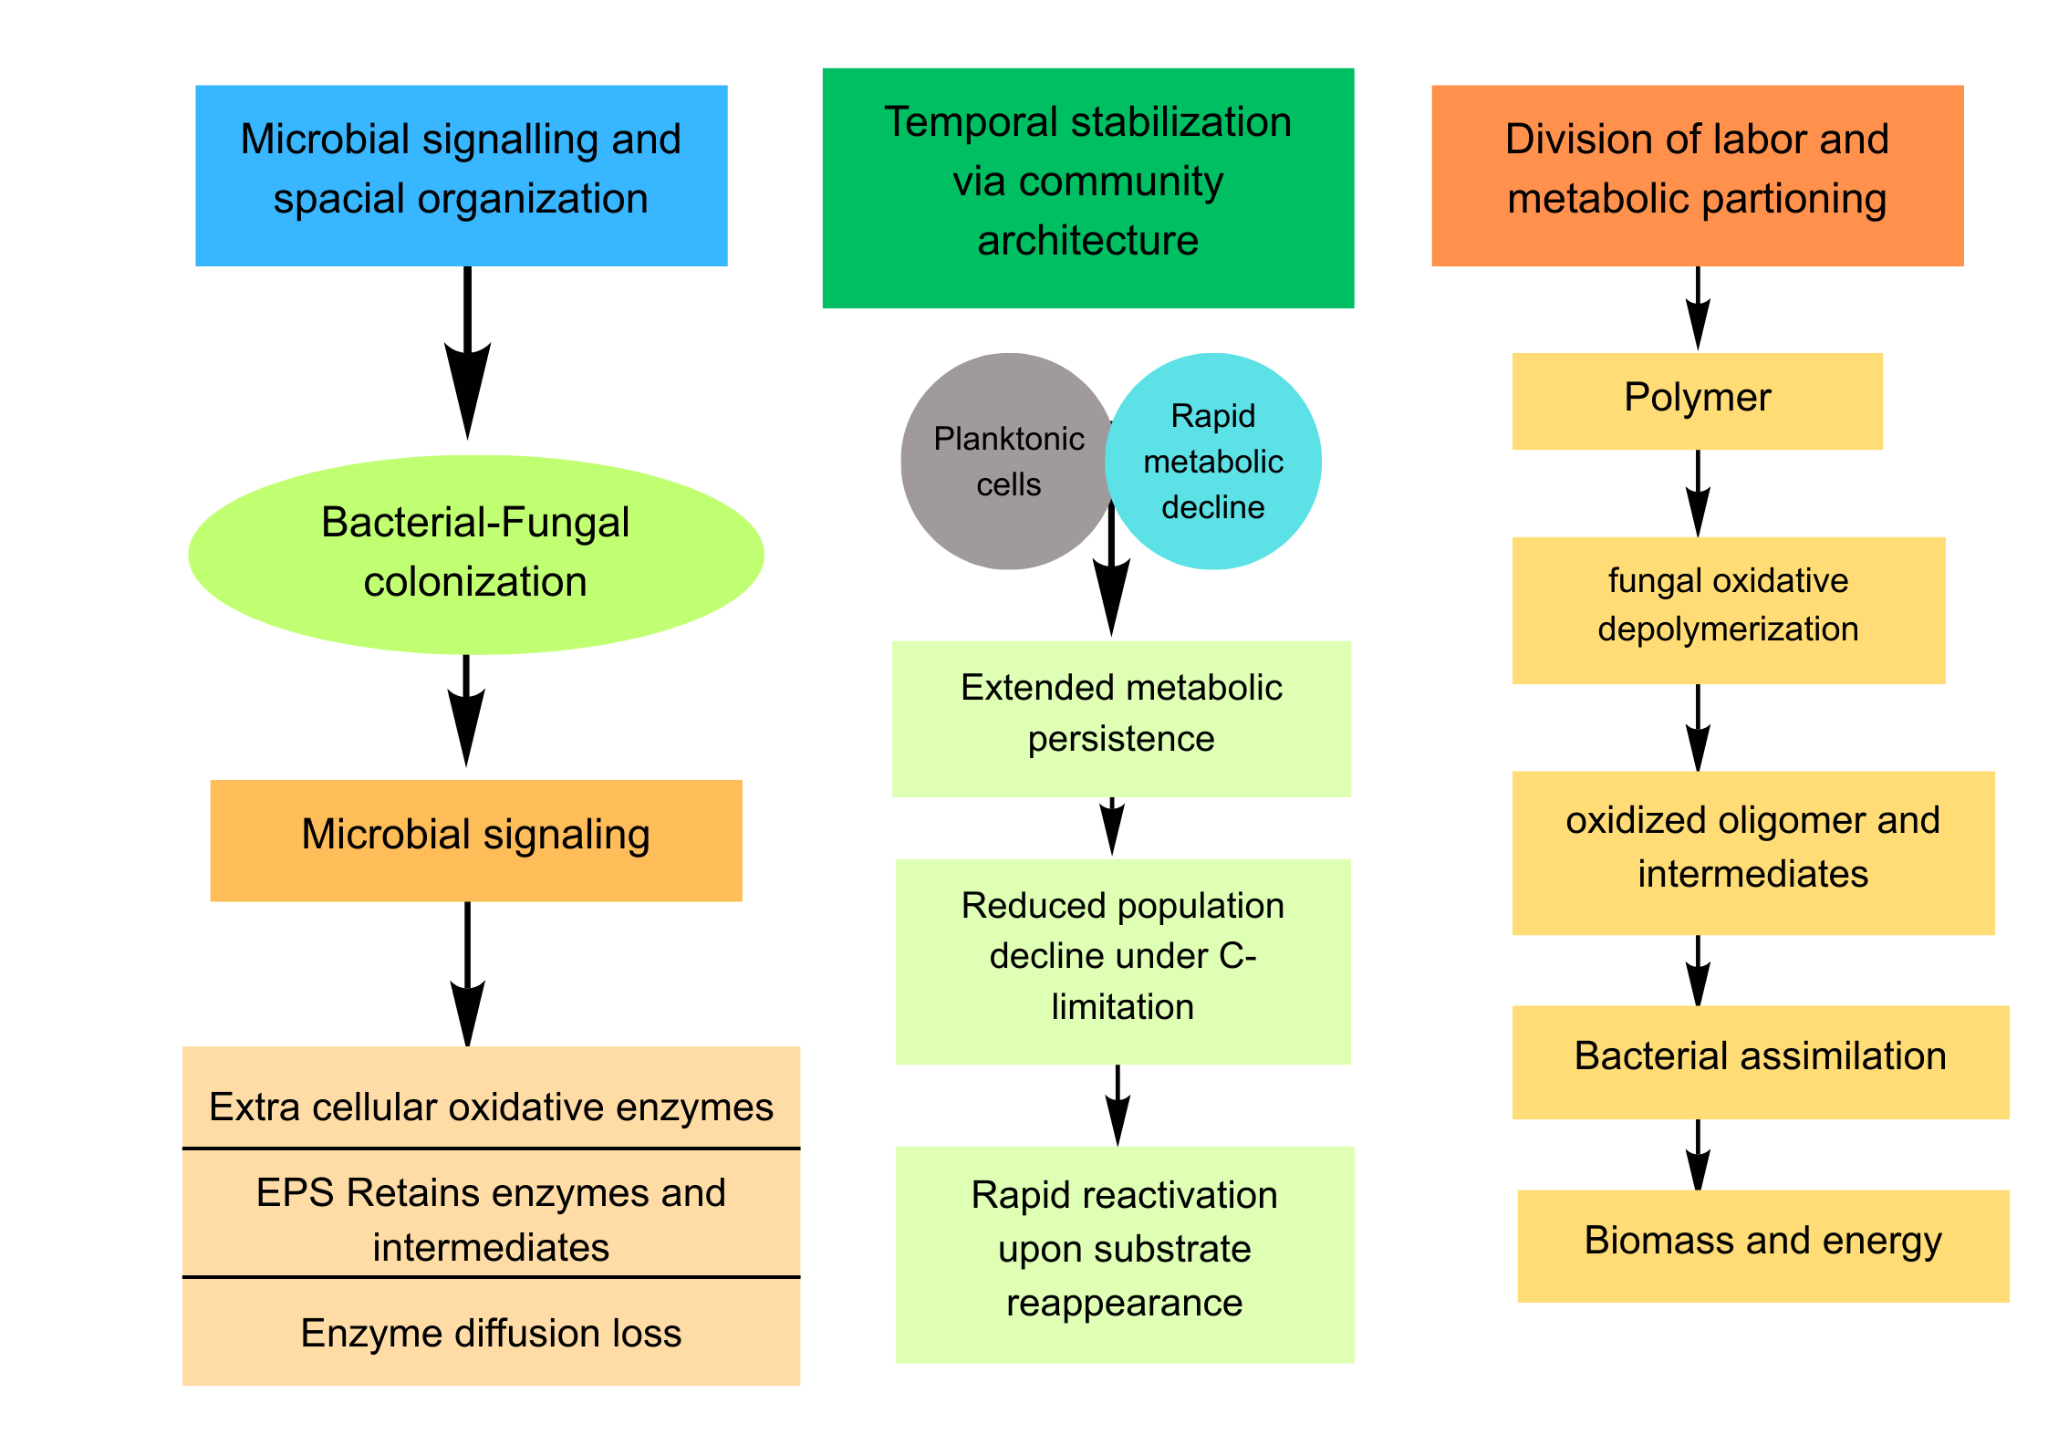 Microbial signalling and
spacial organization
Bacterial-Fungal
colonization
Microbial signaling
Extra cellular oxidative enzymes
EPS Retains enzymes and
intermediates
Enzyme diffusion loss
Temporal stabilization
via community
architecture
Planktonic
cells
Rapid
metabolic
decline
Extended metabolic
persistence
Reduced population
decline under C-
limitation
Rapid reactivation
upon substrate
reappearance
Division of labor and
metabolic partioning
Polymer
fungal oxidative
depolymerization
oxidized oligomer and
intermediates
Bacterial assimilation
Biomass and energy